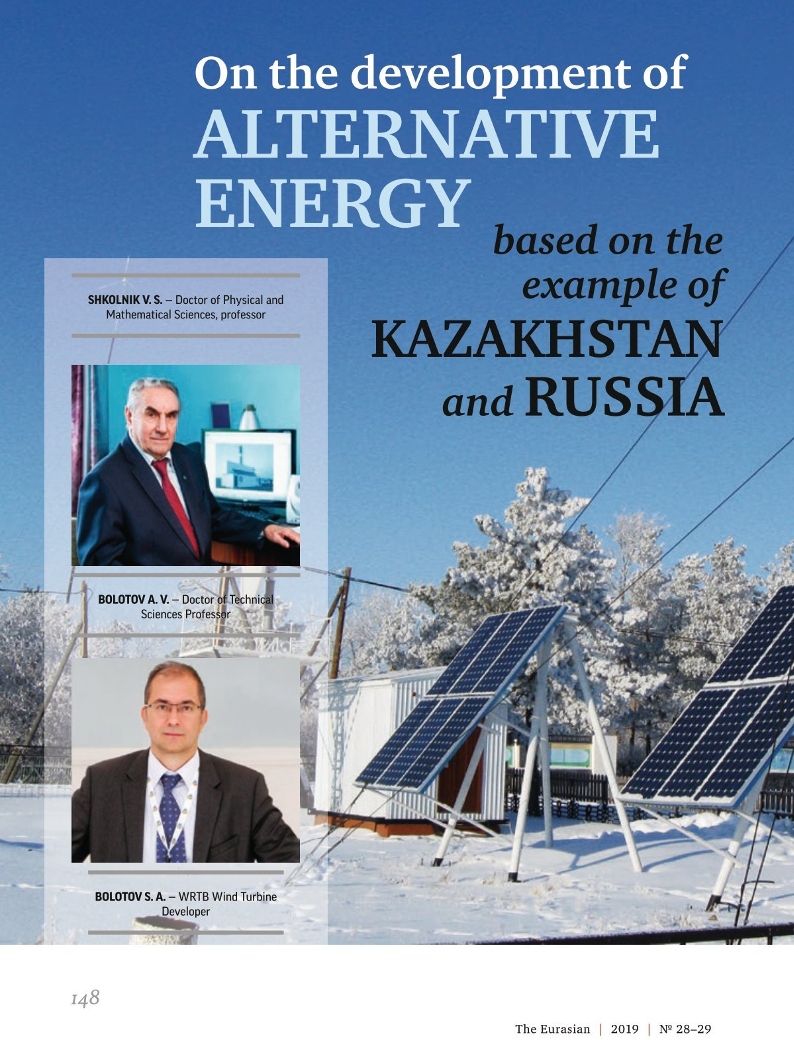 On the development of
ALTERNATIVE
ENERGY
based on the
example of
KAZAKHSTAN
and RUSSIA
SHKOLNIK V. S. – Doctor of Physical and
Mathematical Sciences, professor
BOLOTOV A. V. – Doctor of Technical
Sciences Professor
BOLOTOV S. A. – WRTB Wind Turbine
Developer
148
The Eurasian | 2019 | № 28–29